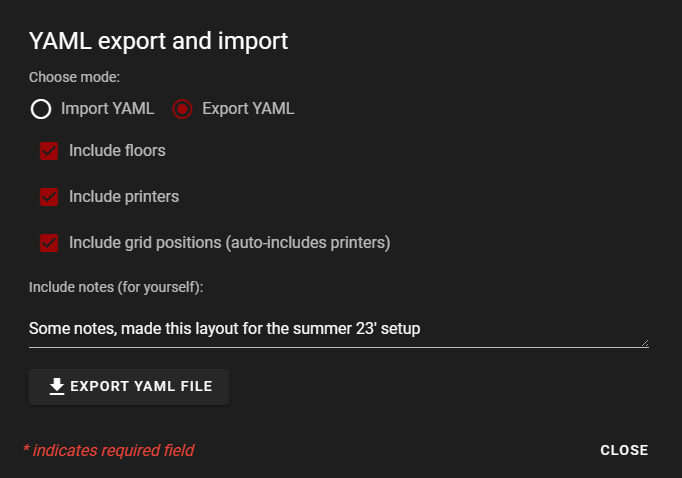 YAML export and import
Choose mode:
Import YAML Export YAML
Include floors
Include printers
Include grid positions (auto-includes printers)
Include notes (for yourself):
Some notes, made this layout for the summer 23' setup
EXPORT YAML FILE
* indicates required field CLOSE